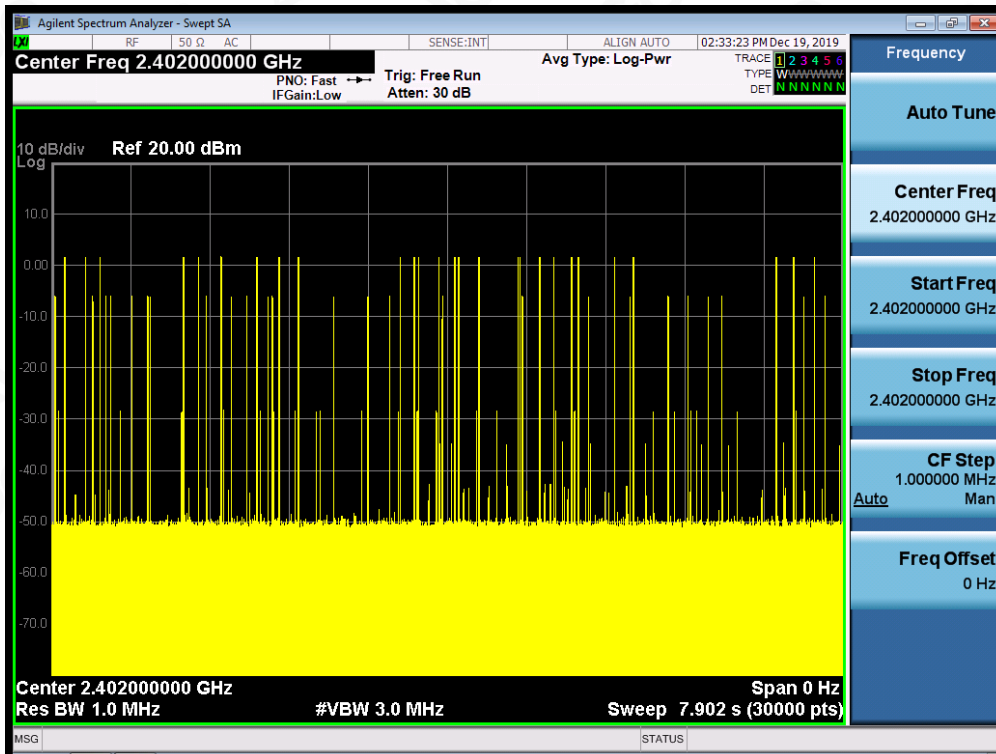 Agilent Spectrum Analyzer - Swept SA
LXI RF 50 Ω AC SENSE:INT ALIGN AUTO 02:33:23 PM Dec 19, 2019
Center Freq 2.402000000 GHz
PNO: Fast
IFGain:Low
Trig: Free Run
Atten: 30 dB
Avg Type: Log-Pwr
TRACE 1 2 3 4 5 6
TYPE WWWWWW
DET N N N N N N
10 dB/div
Log
Ref 20.00 dBm
10.0
0.00
-10.0
-20.0
-30.0
-40.0
-50.0
-60.0
-70.0
Center 2.402000000 GHz
Span 0 Hz
Res BW 1.0 MHz
#VBW 3.0 MHz
Sweep 7.902 s (30000 pts)
MSG
STATUS
Frequency
Auto Tune
Center Freq
2.402000000 GHz
Start Freq
2.402000000 GHz
Stop Freq
2.402000000 GHz
CF Step
1.000000 MHz
Auto Man
Freq Offset
0 Hz